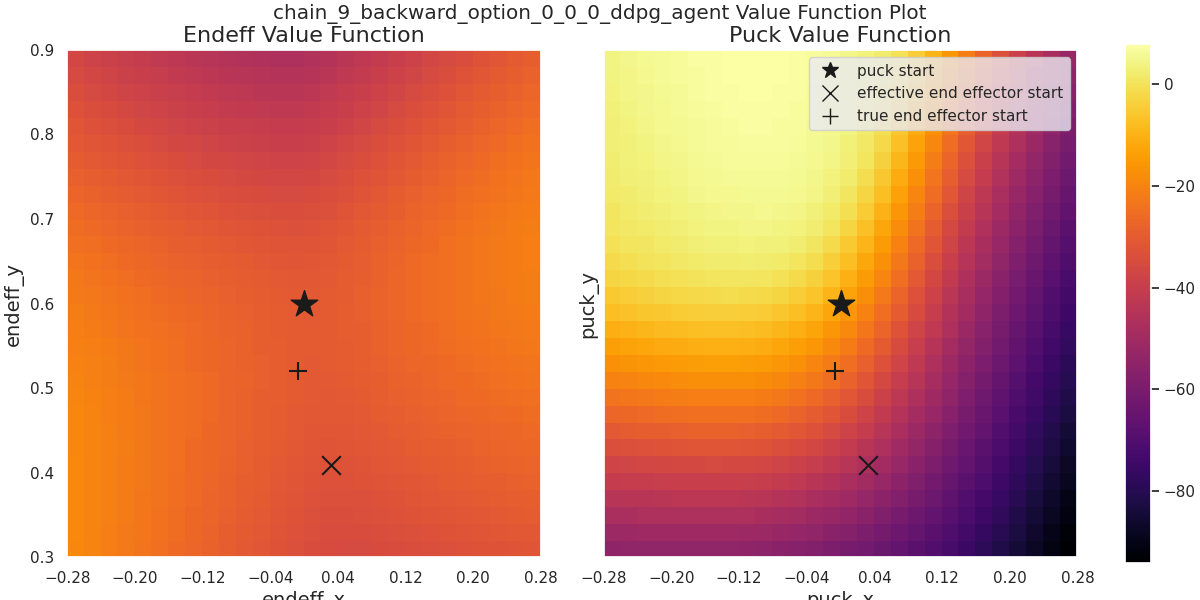 chain_9_backward_option_0_0_0_ddpg_agent Value Function Plot
Endeff Value Function
Puck Value Function
puck start
effective end effector start
true end effector start
endeff_y
0.9
0.8
0.7
0.6
0.5
0.4
0.3
−0.28 −0.20 −0.12 −0.04 0.04 0.12 0.20 0.28
endeff_x
puck_y
−0.28 −0.20 −0.12 −0.04 0.04 0.12 0.20 0.28
puck_x
0
−20
−40
−60
−80